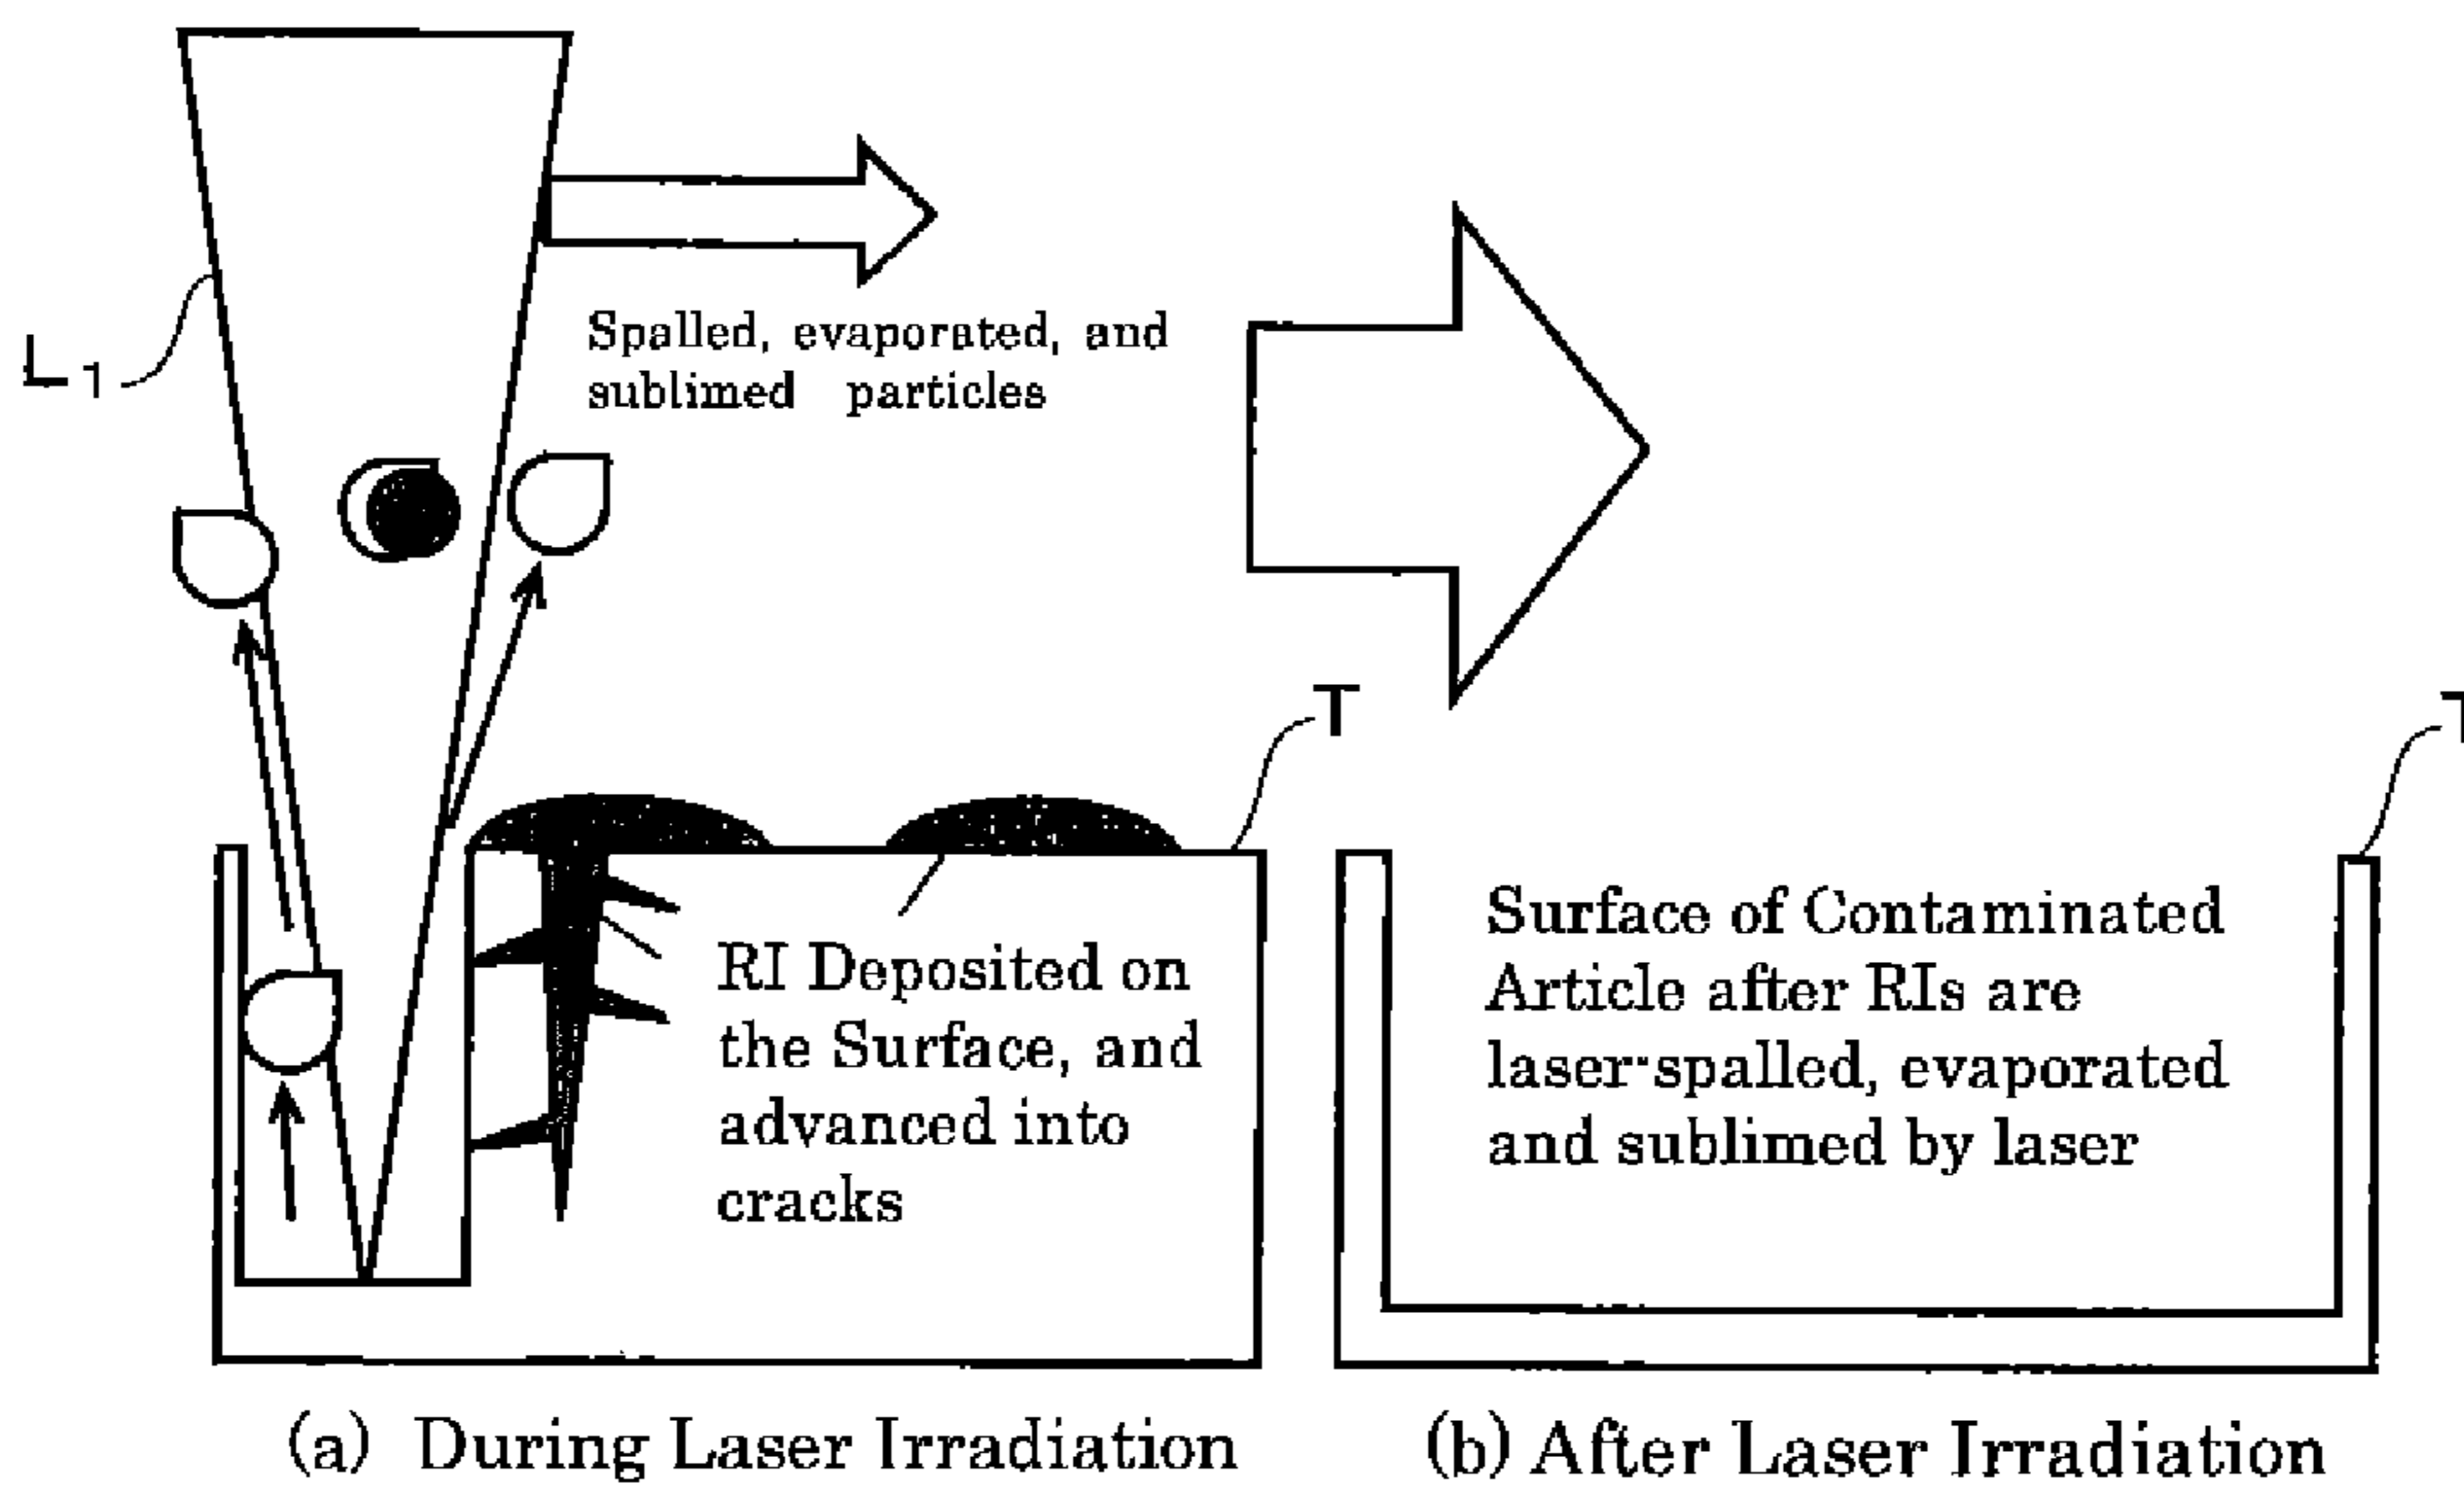 L1
Spalled, evaporated, and
sublimed particles
T
T
RI Deposited on
the Surface, and
advanced into
cracks
Surface of Contaminated
Article after RIs are
laser-spalled, evaporated
and sublimed by laser
(a) During Laser Irradiation
(b) After Laser Irradiation